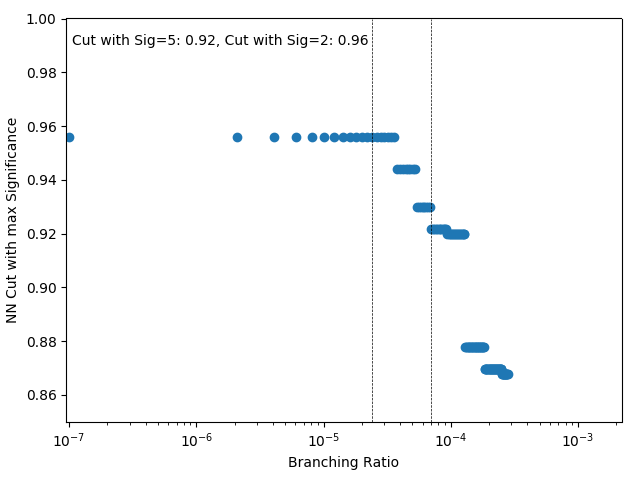 1.00
Cut with Sig=5: 0.92, Cut with Sig=2: 0.96
0.98
0.96
0.94
0.92
0.90
0.88
0.86
NN Cut with max Significance
10⁻⁷ 10⁻⁶ 10⁻⁵ 10⁻⁴ 10⁻³
Branching Ratio